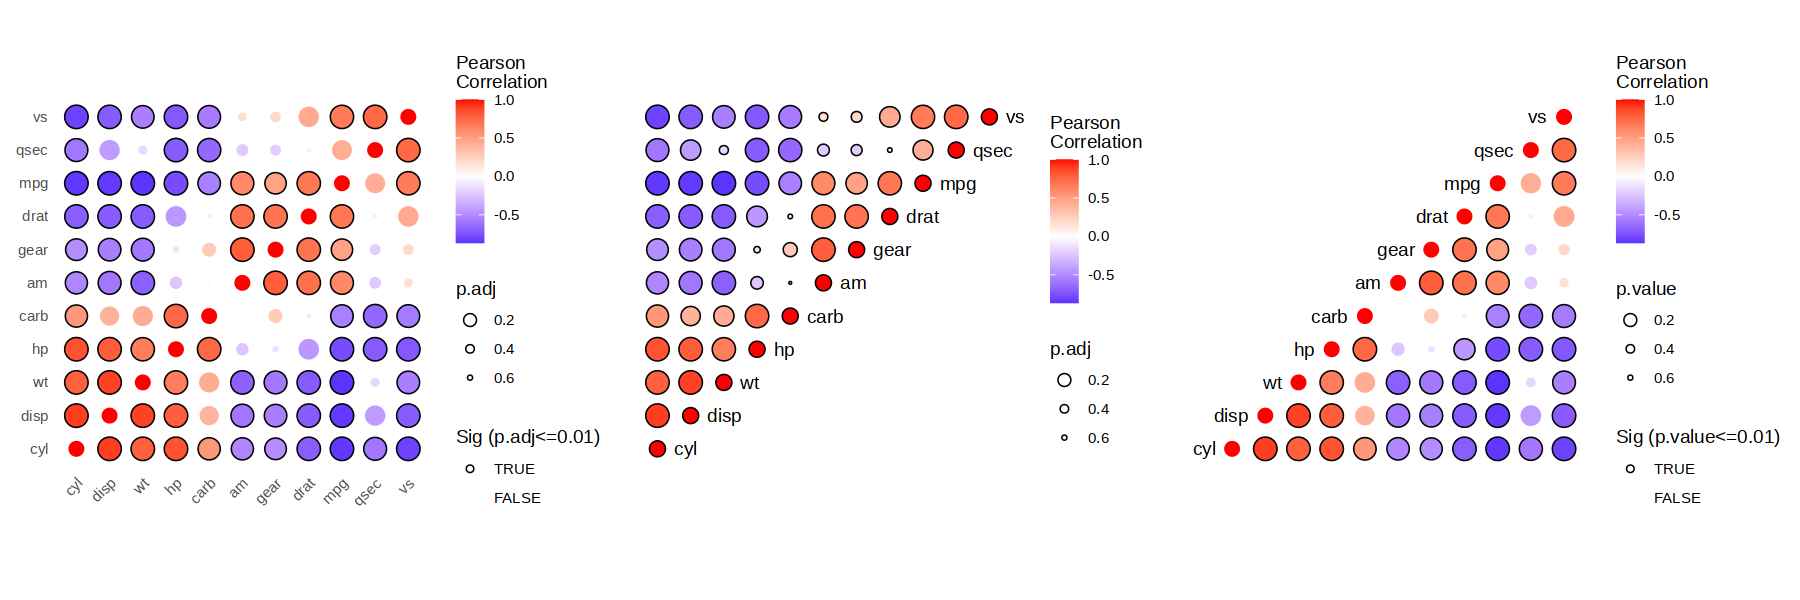 Pearson
Correlation
1.0
0.5
0.0
-0.5
p.adj
0.2
0.4
0.6
Sig (p.adj<=0.01)
TRUE
FALSE
vs
qsec
mpg
drat
gear
am
carb
hp
wt
disp
cyl
cyl
disp
wt
hp
carb
am
gear
drat
mpg
qsec
vs
vs
qsec
mpg
drat
gear
am
carb
hp
wt
disp
cyl
Pearson
Correlation
1.0
0.5
0.0
-0.5
p.adj
0.2
0.4
0.6
vs
qsec
mpg
drat
gear
am
carb
hp
wt
disp
cyl
Pearson
Correlation
1.0
0.5
0.0
-0.5
p.value
0.2
0.4
0.6
Sig (p.value<=0.01)
TRUE
FALSE